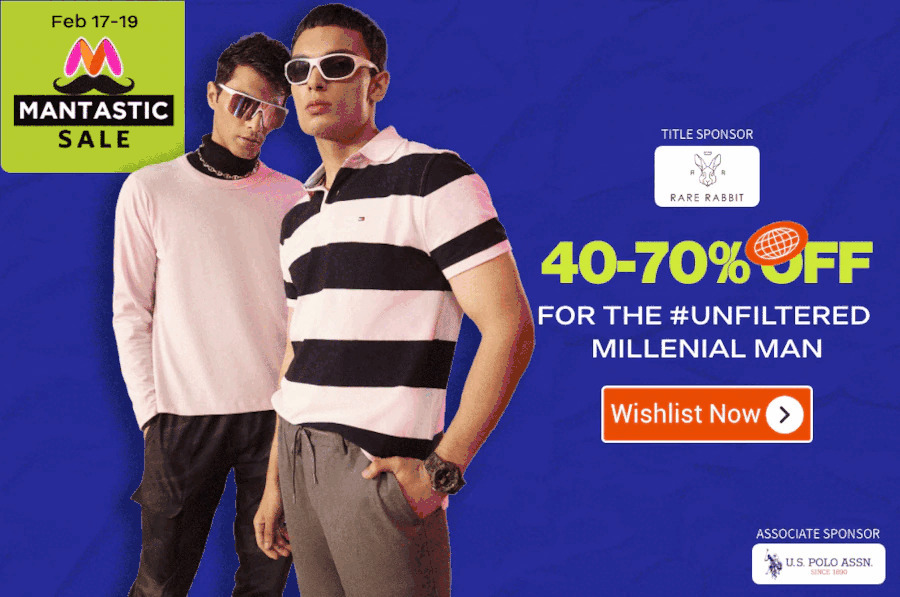 Feb 17-19
MANTASTIC
SALE
TITLE SPONSOR
R R
RARE RABBIT
40-70% OFF
FOR THE #UNFILTERED
MILLENIAL MAN
Wishlist Now
ASSOCIATE SPONSOR
U.S. POLO ASSN.
SINCE 1890